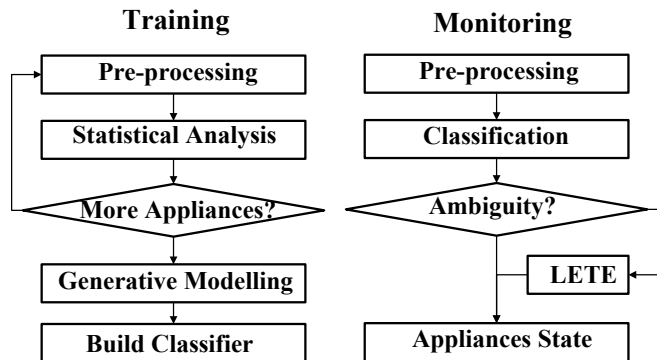 Training
Pre-processing
Statistical Analysis
More Appliances?
Generative Modelling
Build Classifier
Monitoring
Pre-processing
Classification
Ambiguity?
LETE
Appliances State